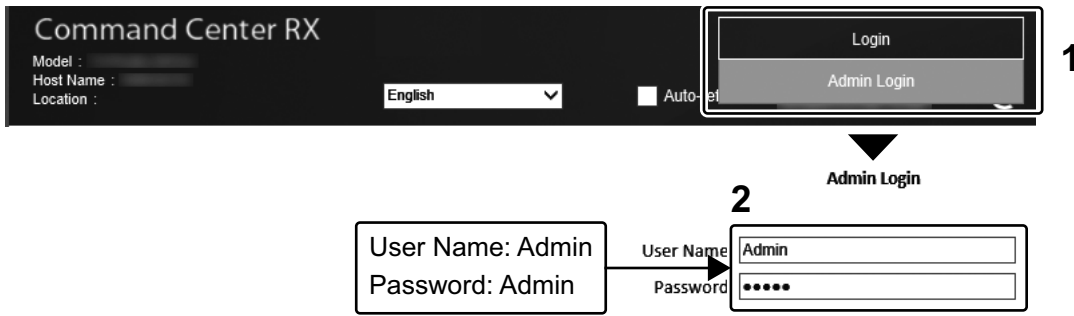 Command Center RX
Model :
Host Name :
Location :
English
Auto-
Login
Admin Login
1
Admin Login
2
User Name: Admin
Password: Admin
User Name
Admin
Password
•••••